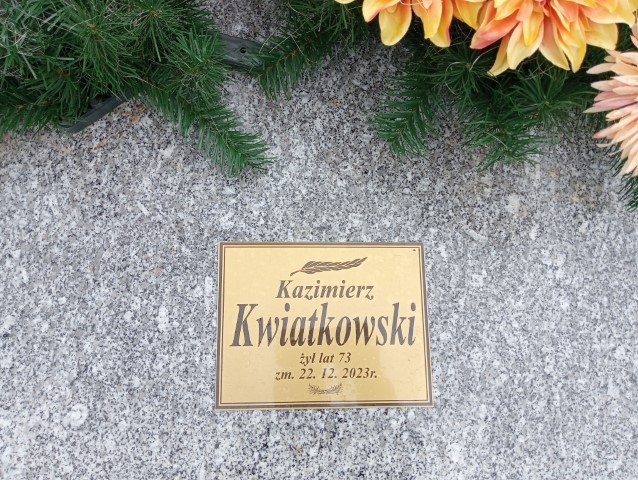 Kazimierz
Kwiatkowski
żył lat 73
zm. 22. 12. 2023r.